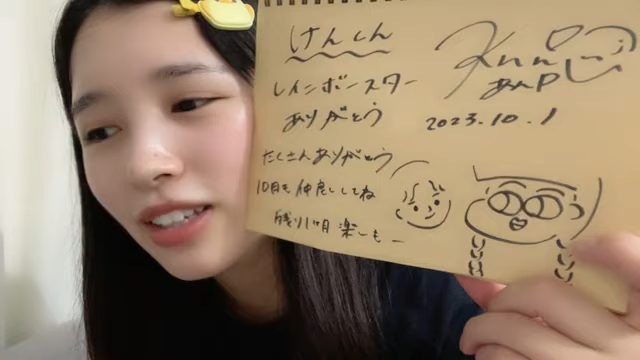 けんしん
レインボースター
ありがとう
たくさんありがとう
10月も仲良くしてね
残り1ヶ月 楽しもー
2023.10.1